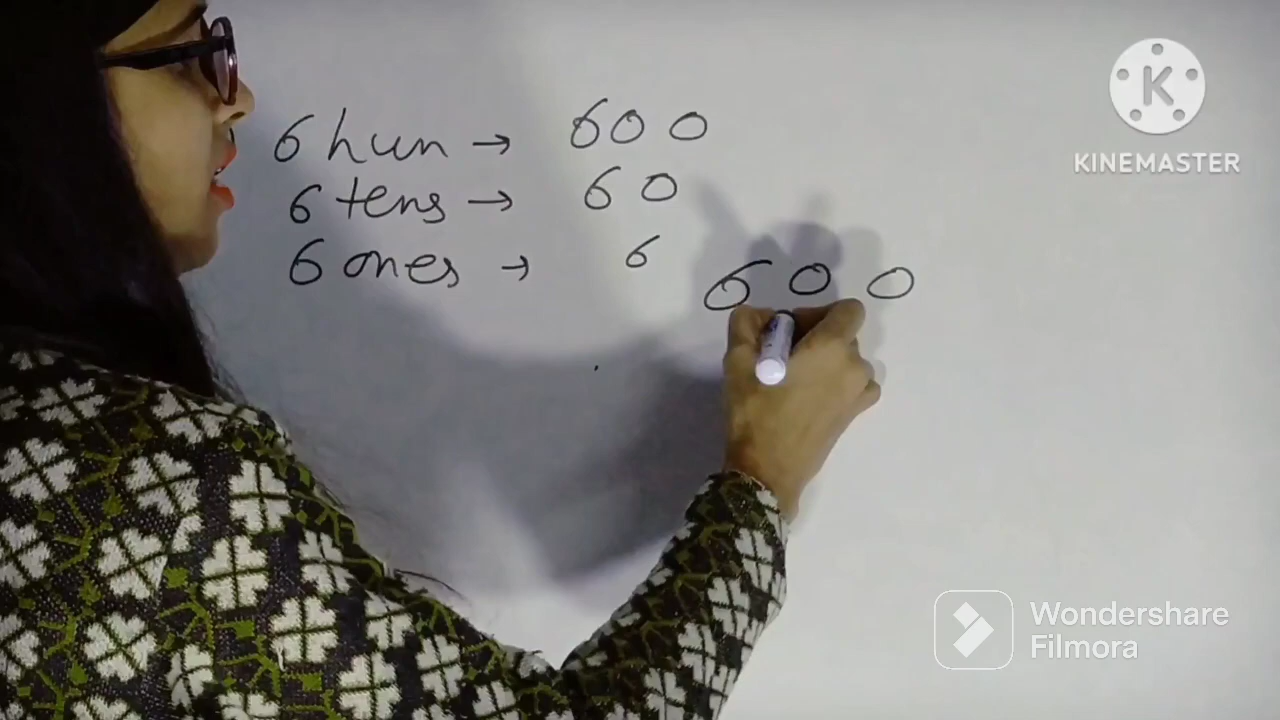 6 hun → 600
6 tens → 60
6 ones → 6
600
KINEMASTER
Wondershare
Filmora